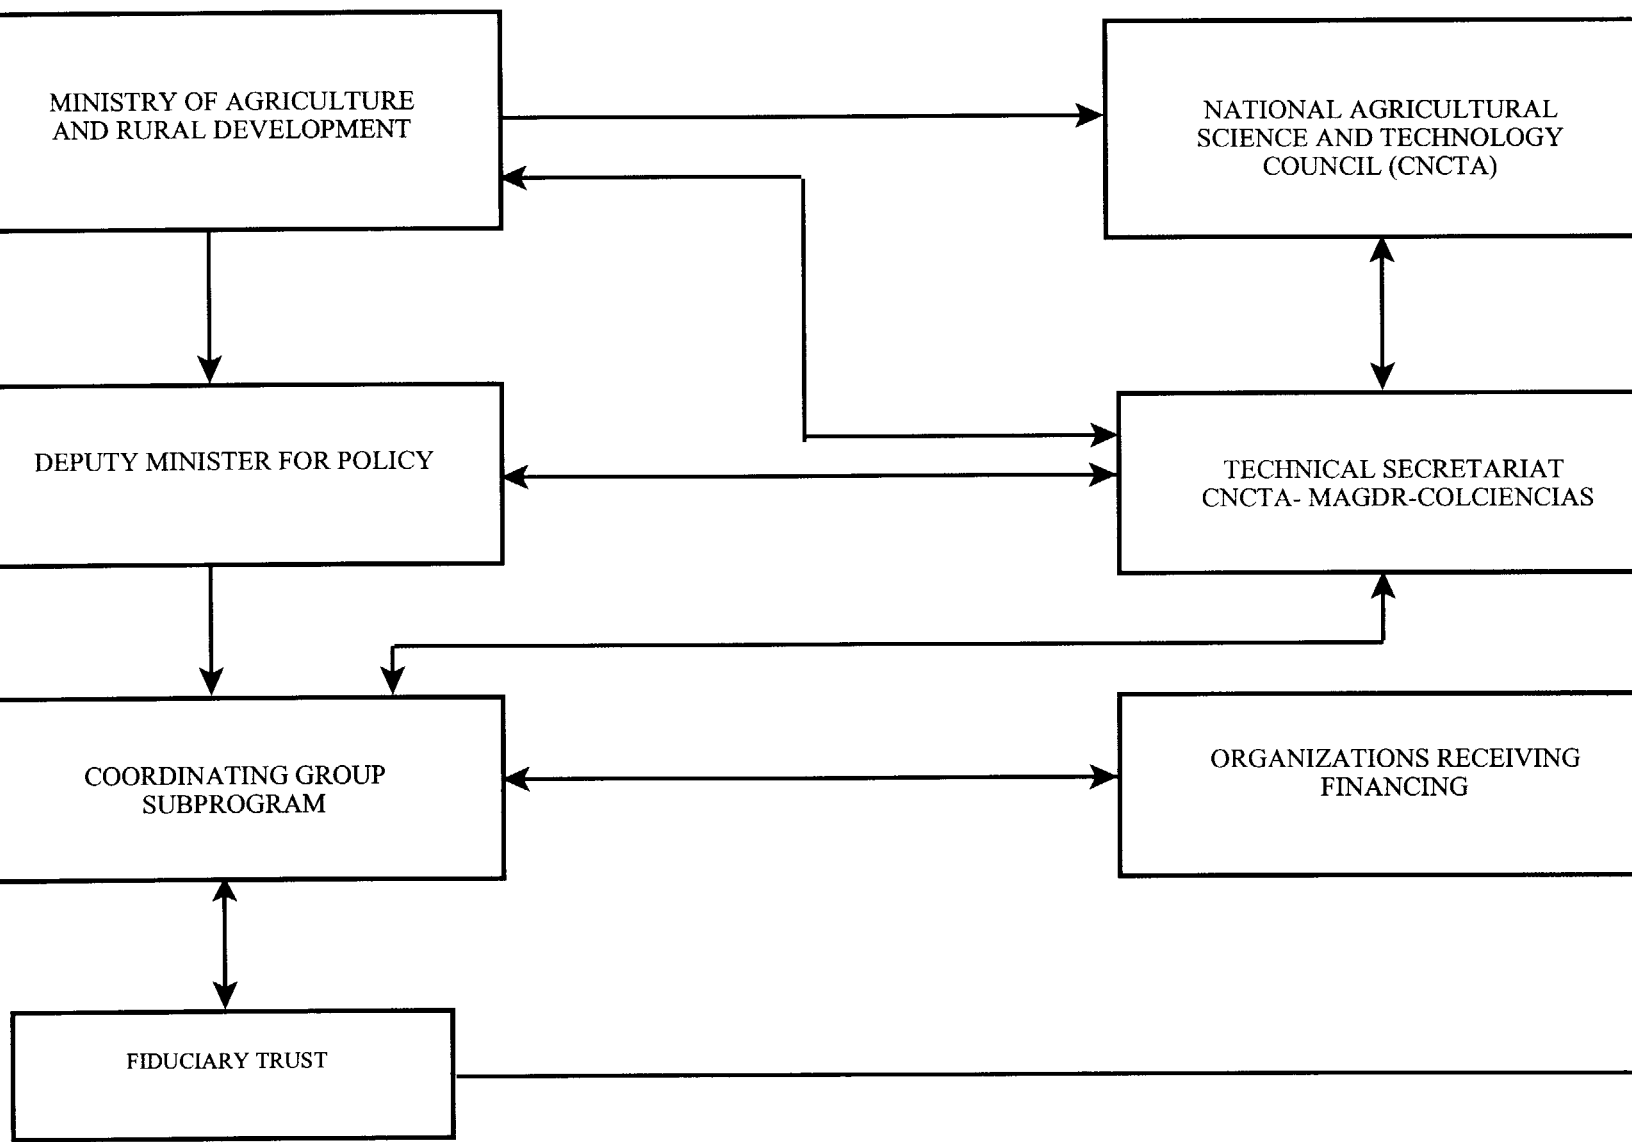 MINISTRY OF AGRICULTURE
AND RURAL DEVELOPMENT
NATIONAL AGRICULTURAL
SCIENCE AND TECHNOLOGY
COUNCIL (CNCTA)
DEPUTY MINISTER FOR POLICY
TECHNICAL SECRETARIAT
CNCTA- MAGDR-COLCIENCIAS
COORDINATING GROUP
SUBPROGRAM
ORGANIZATIONS RECEIVING
FINANCING
FIDUCIARY TRUST